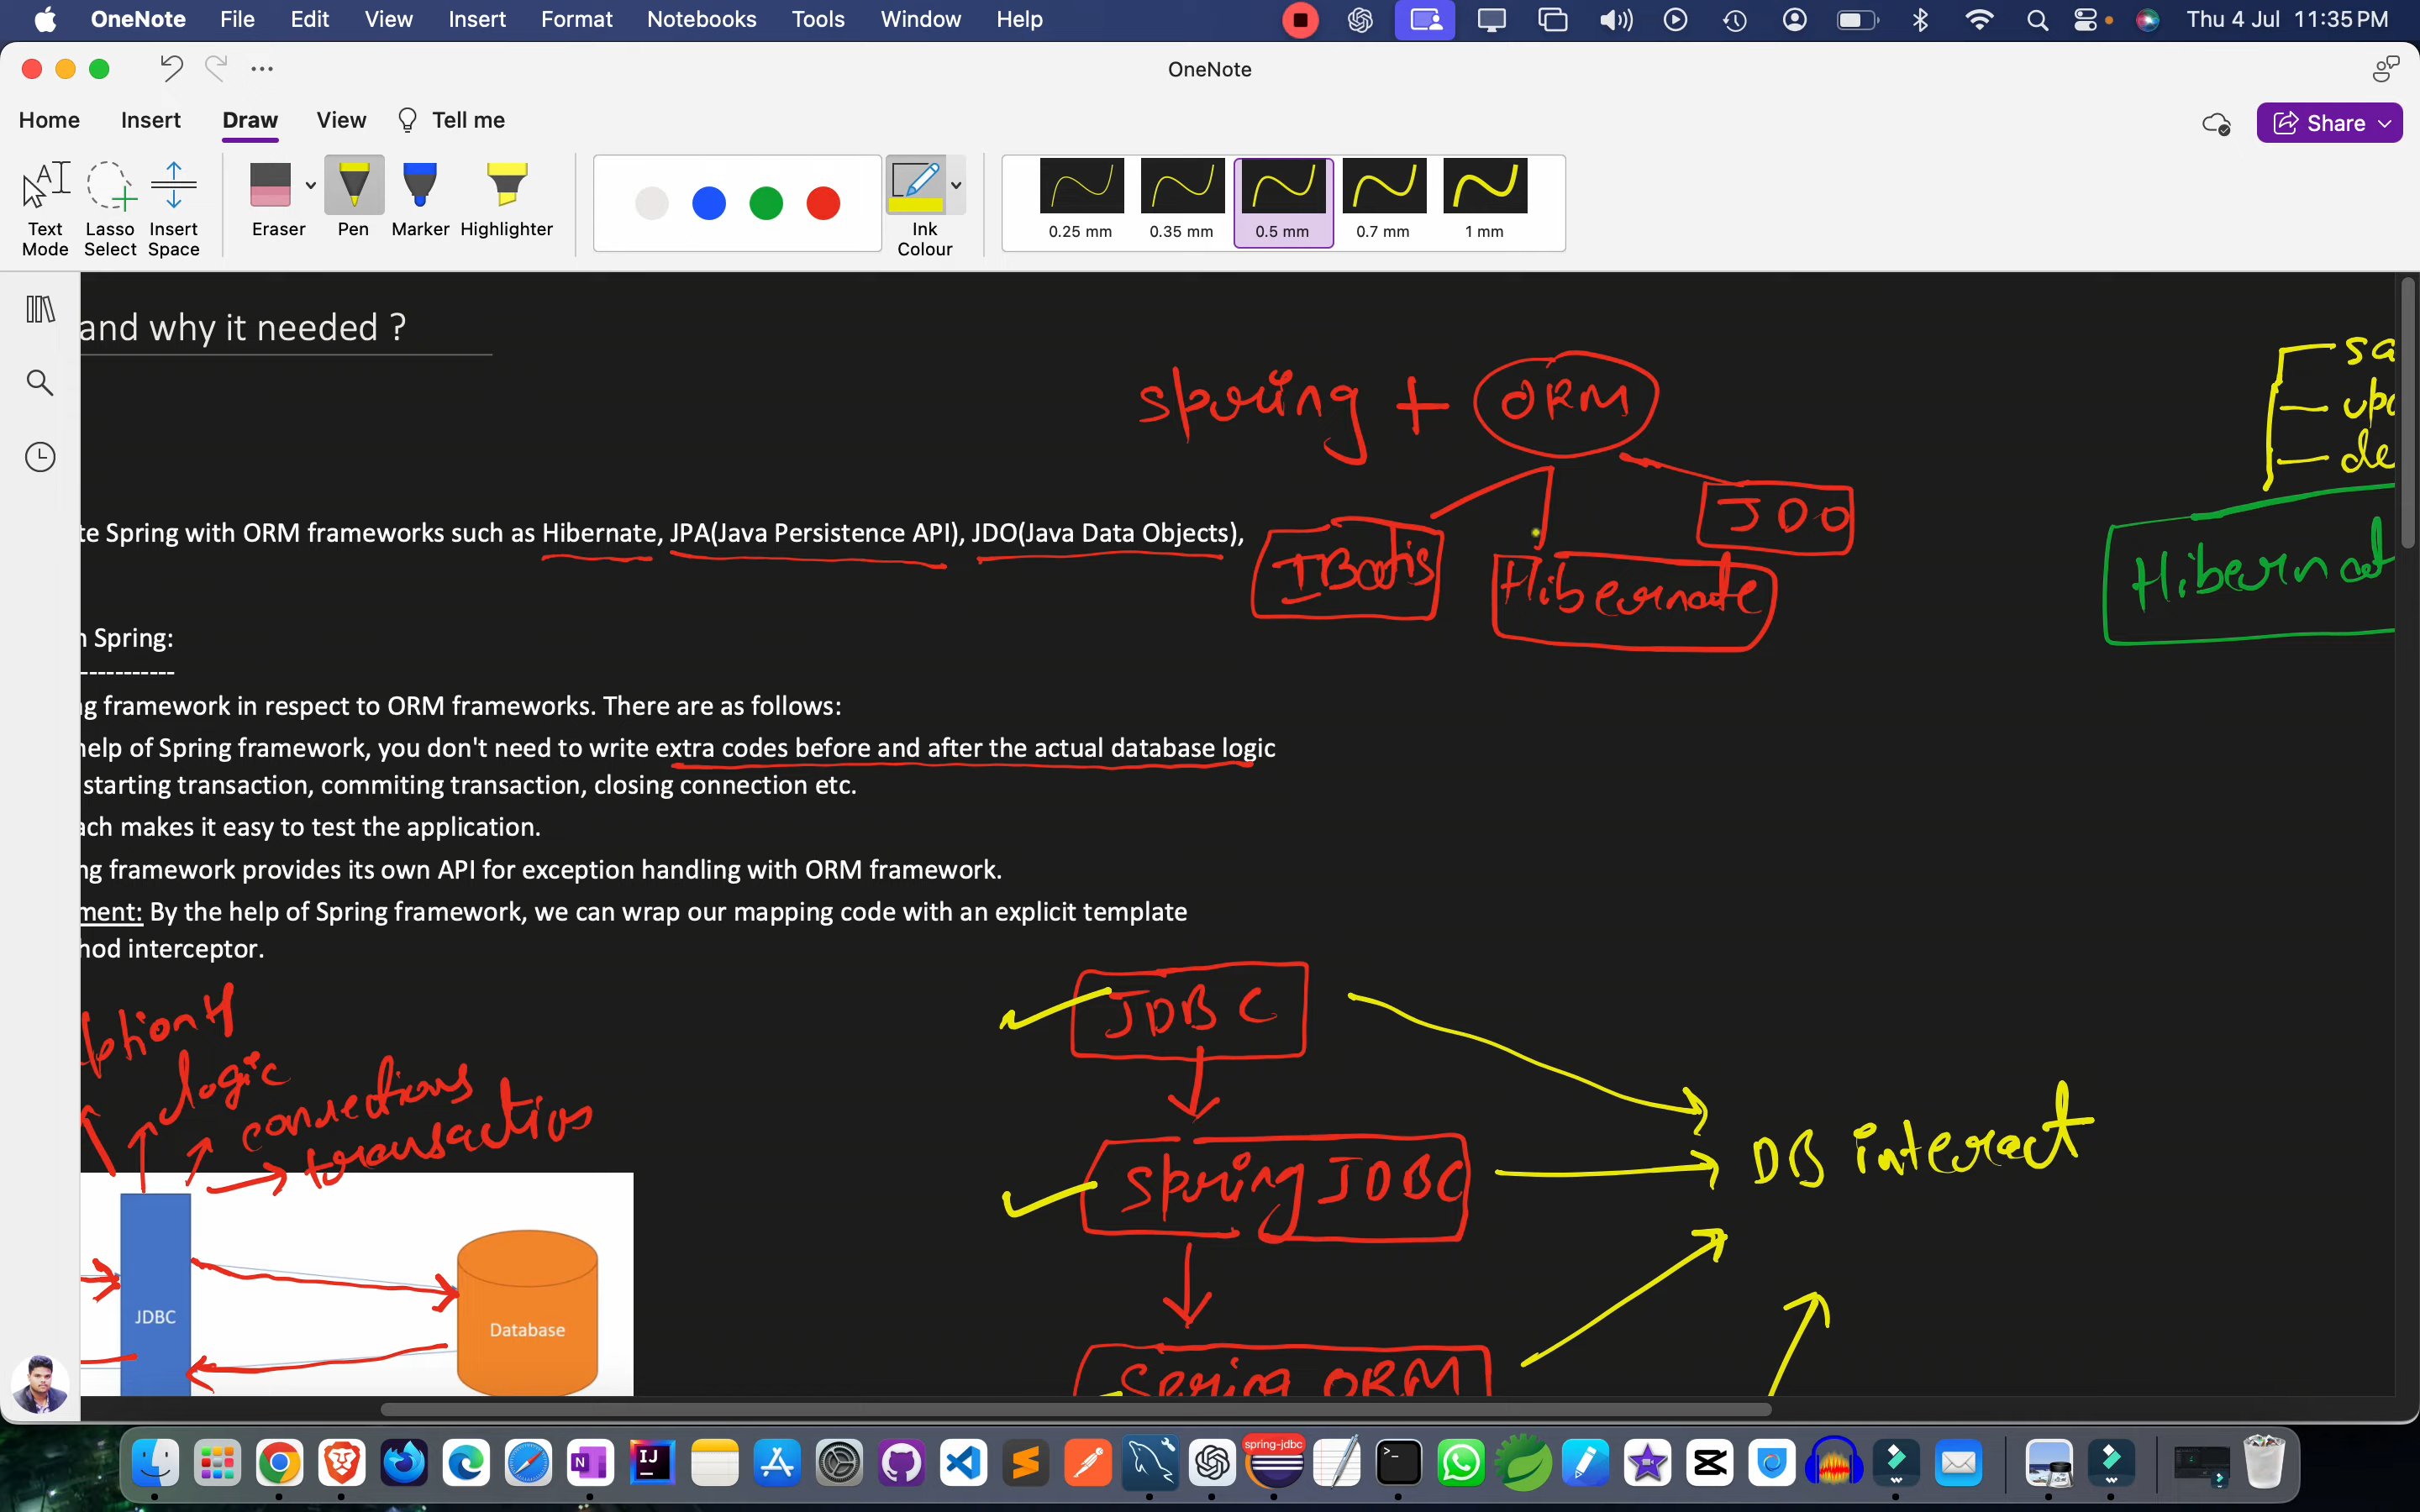 OneNote File Edit View Insert Format Notebooks Tools Window Help Thu 4 Jul 11:35 PM
OneNote
Home Insert Draw View Tell me Share
Text Mode
Lasso Select
Insert Space
Eraser
Pen
Marker
Highlighter
Ink Colour
0.25 mm
0.35 mm
0.5 mm
0.7 mm
1 mm
and why it needed ?
spring + ORM
te Spring with ORM frameworks such as Hibernate, JPA(Java Persistence API), JDO(Java Data Objects),
IBatis
Hibernate
JDO
sa
upd
de
Hibernat
n Spring:
-----------
ng framework in respect to ORM frameworks. There are as follows:
help of Spring framework, you don't need to write extra codes before and after the actual database logic
starting transaction, commiting transaction, closing connection etc.
ach makes it easy to test the application.
ng framework provides its own API for exception handling with ORM framework.
ment: By the help of Spring framework, we can wrap our mapping code with an explicit template
hod interceptor.
logic
connections
JDBC
Spring JDBC
Spring ORM
DB interact
JDBC
Database
spring-jdbc